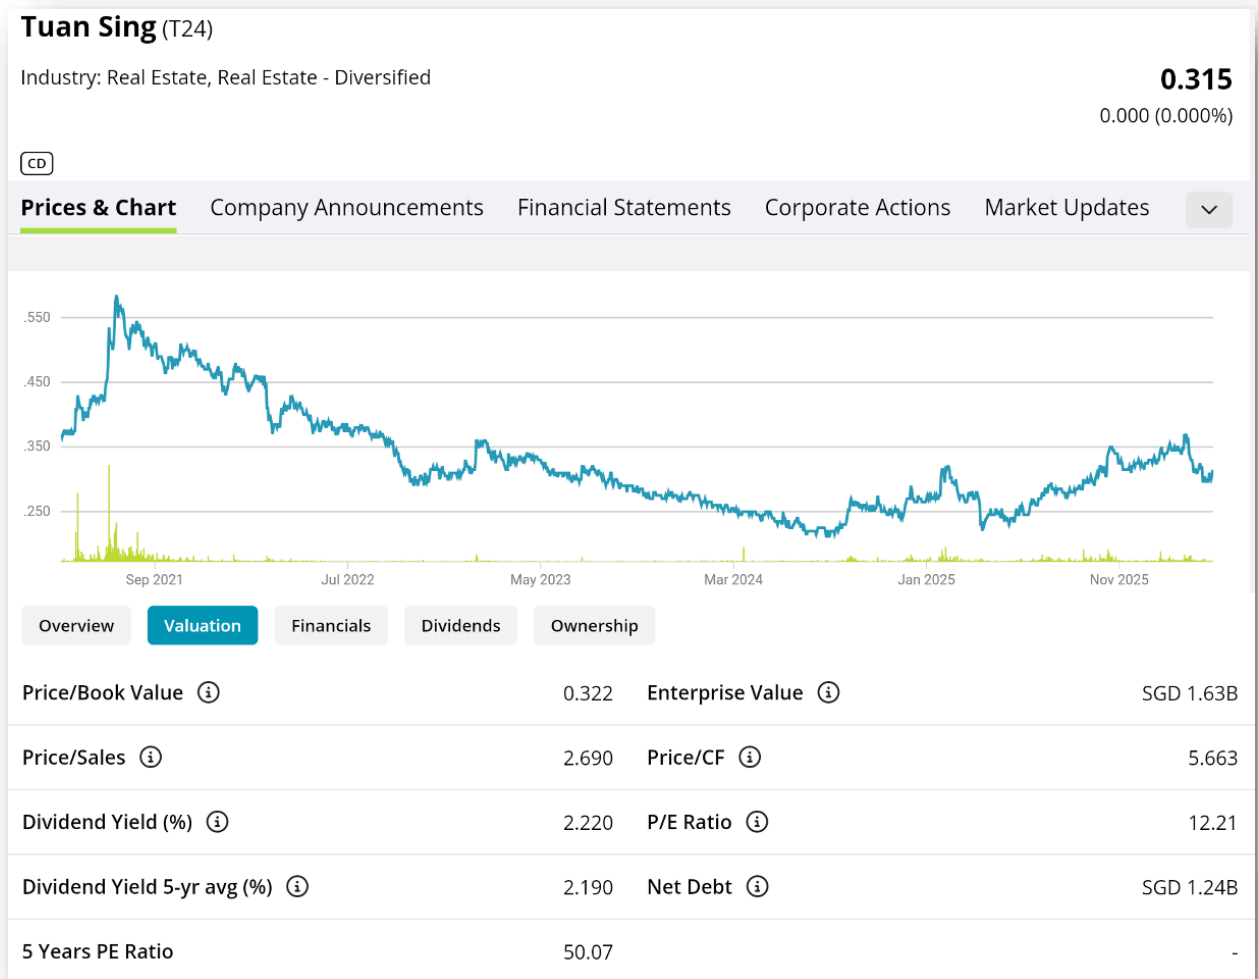 Tuan Sing (T24)
Industry: Real Estate, Real Estate - Diversified
0.315
0.000 (0.000%)
CD
Prices & Chart Company Announcements Financial Statements Corporate Actions Market Updates
.550
.450
.350
.250
Sep 2021 Jul 2022 May 2023 Mar 2024 Jan 2025 Nov 2025
Overview Valuation Financials Dividends Ownership
Price/Book Value 0.322 Enterprise Value SGD 1.63B
Price/Sales 2.690 Price/CF 5.663
Dividend Yield (%) 2.220 P/E Ratio 12.21
Dividend Yield 5-yr avg (%) 2.190 Net Debt SGD 1.24B
5 Years PE Ratio 50.07 -